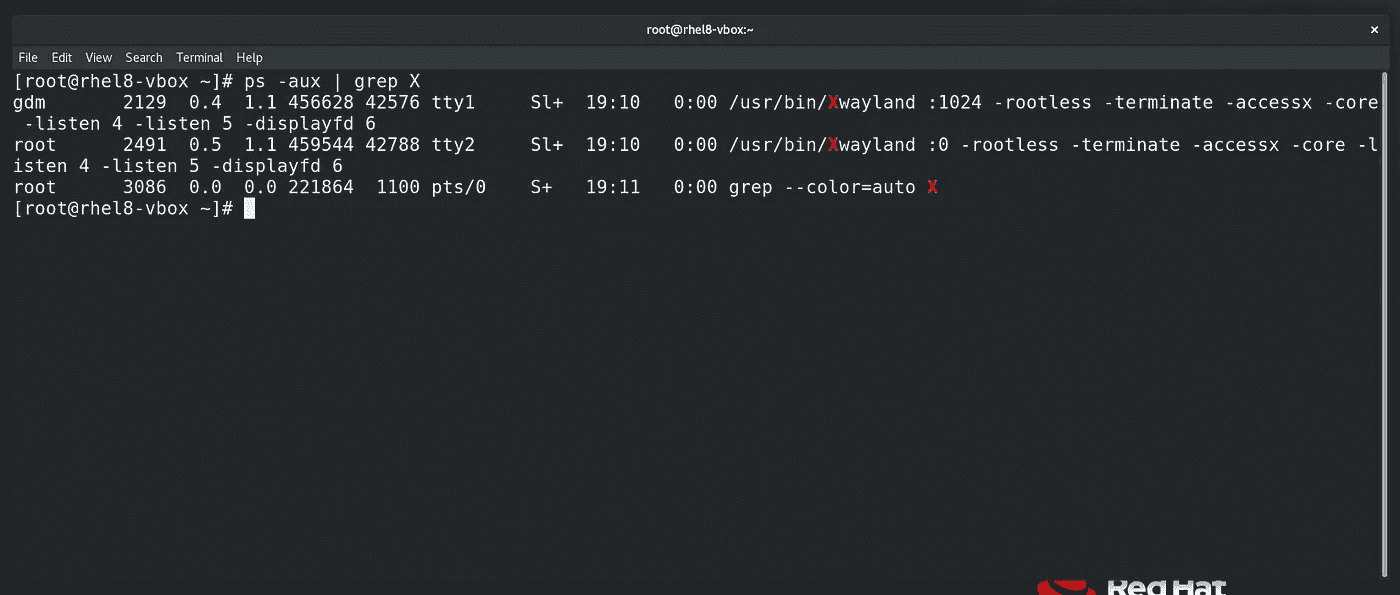 root@rhel8-vbox:~
File Edit View Search Terminal Help
[root@rhel8-vbox ~]# ps -aux | grep X
gdm       2129  0.4  1.1 456628 42576 tty1     Sl+  19:10   0:00 /usr/bin/Xwayland :1024 -rootless -terminate -accessx -core
 -listen 4 -listen 5 -displayfd 6
root      2491  0.5  1.1 459544 42788 tty2     Sl+  19:10   0:00 /usr/bin/Xwayland :0 -rootless -terminate -accessx -core -l
isten 4 -listen 5 -displayfd 6
root      3086  0.0  0.0 221864  1100 pts/0    S+   19:11   0:00 grep --color=auto X
[root@rhel8-vbox ~]#
Red Hat